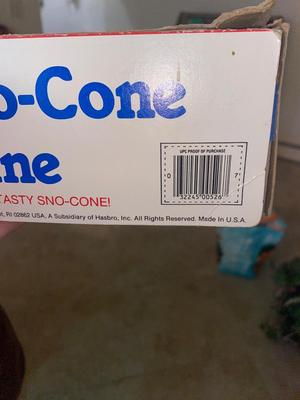 o-Cone
ne
UPC PROOF OF PURCHASE
0 7
32245 00526
TASTY SNO-CONE!
et, RI 02862 USA, A Subsidiary of Hasbro, Inc. All Rights Reserved. Made In U.S.A.